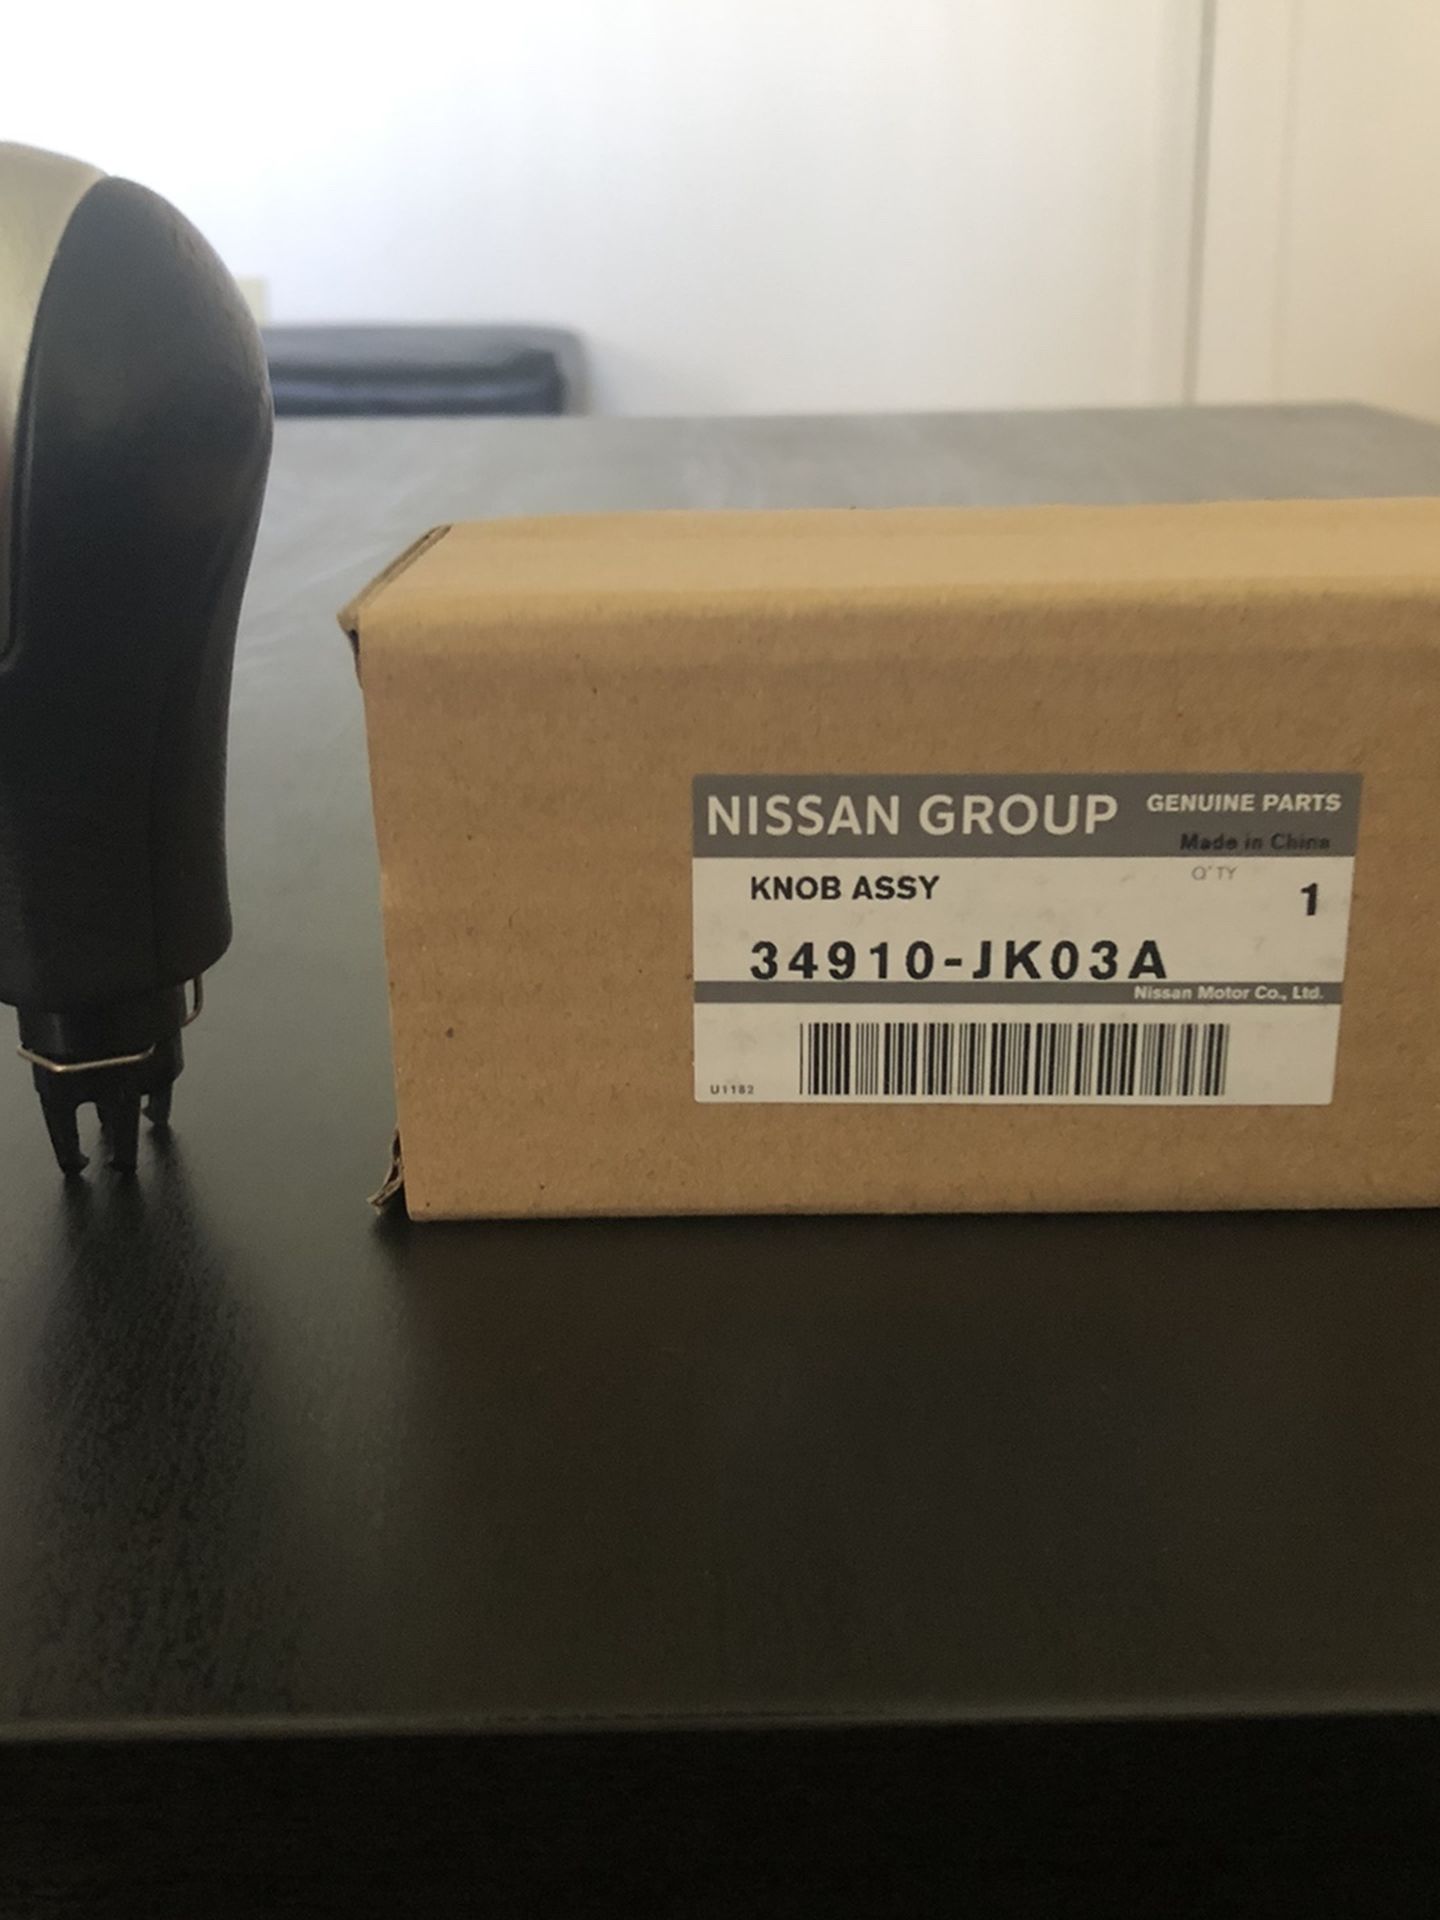 NISSAN GROUP GENUINE PARTS
Made in China
KNOB ASSY Q'TY 1
34910-JK03A
Nissan Motor Co., Ltd.
U1182